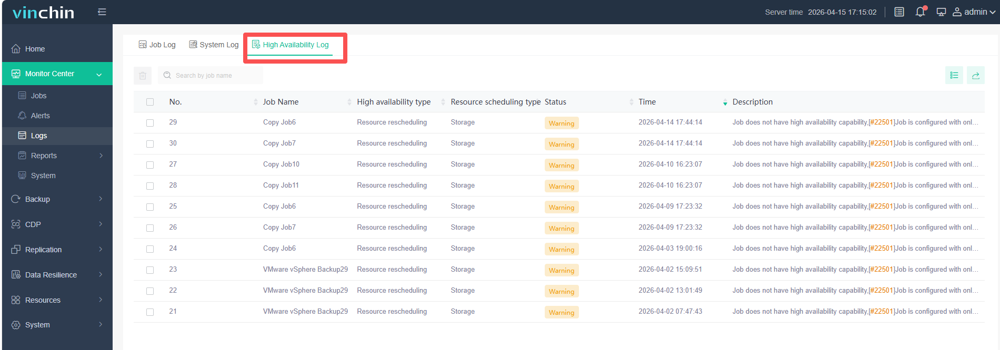 vinchin
Server time 2026-04-15 17:15:02 admin
Home
Monitor Center
Jobs
Alerts
Logs
Reports
System
Backup
CDP
Replication
Data Resilience
Resources
System
Job Log System Log High Availability Log
Search by job name
No. Job Name High availability type Resource scheduling type Status Time Description
29 Copy Job6 Resource rescheduling Storage Warning 2026-04-14 17:44:14 Job does not have high availability capability,[#22501]Job is configured with onl...
30 Copy Job7 Resource rescheduling Storage Warning 2026-04-14 17:44:14 Job does not have high availability capability,[#22501]Job is configured with onl...
27 Copy Job10 Resource rescheduling Storage Warning 2026-04-10 16:23:07 Job does not have high availability capability,[#22501]Job is configured with onl...
28 Copy Job11 Resource rescheduling Storage Warning 2026-04-10 16:23:07 Job does not have high availability capability,[#22501]Job is configured with onl...
25 Copy Job6 Resource rescheduling Storage Warning 2026-04-09 17:23:32 Job does not have high availability capability,[#22501]Job is configured with onl...
26 Copy Job7 Resource rescheduling Storage Warning 2026-04-09 17:23:32 Job does not have high availability capability,[#22501]Job is configured with onl...
24 Copy Job6 Resource rescheduling Storage Warning 2026-04-03 19:00:16 Job does not have high availability capability,[#22501]Job is configured with onl...
23 VMware vSphere Backup29 Resource rescheduling Storage Warning 2026-04-02 15:09:51 Job does not have high availability capability,[#22501]Job is configured with onl...
22 VMware vSphere Backup29 Resource rescheduling Storage Warning 2026-04-02 13:01:49 Job does not have high availability capability,[#22501]Job is configured with onl...
21 VMware vSphere Backup29 Resource rescheduling Storage Warning 2026-04-02 07:47:43 Job does not have high availability capability,[#22501]Job is configured with onl...